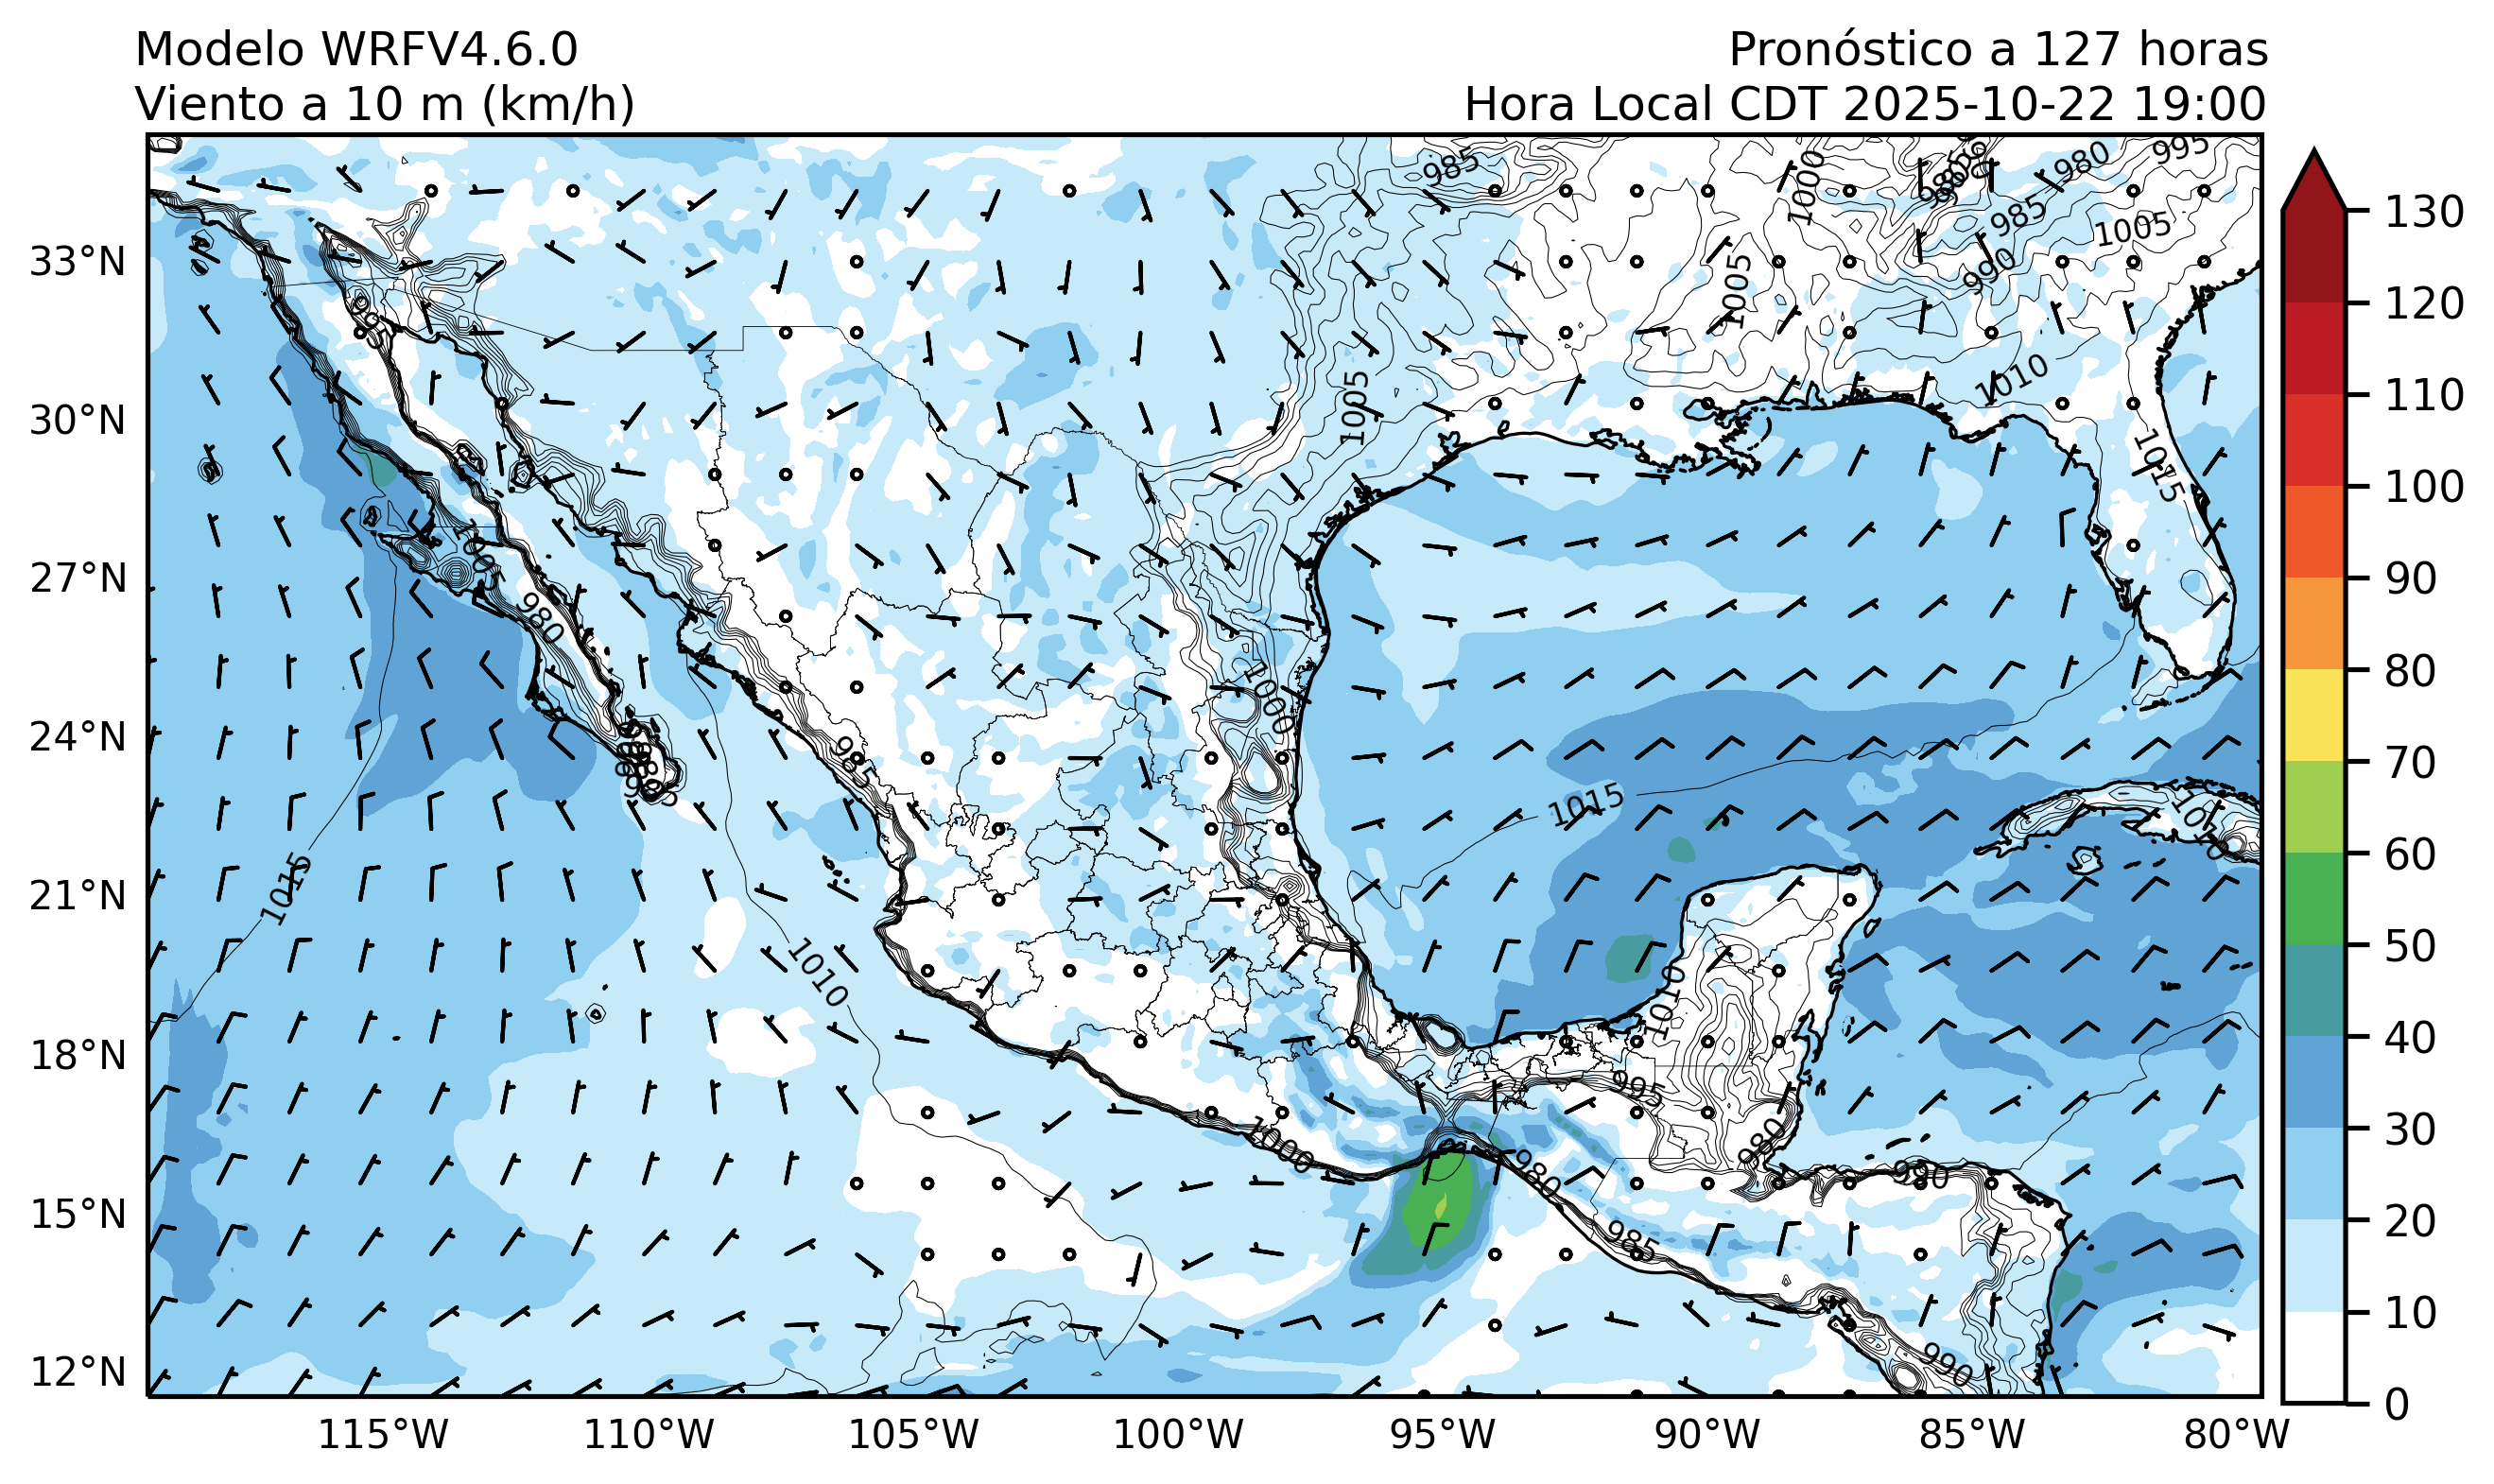 Modelo WRFV4.6.0
Viento a 10 m (km/h)
Pronóstico a 127 horas
Hora Local CDT 2025-10-22 19:00
33°N
30°N
27°N
24°N
21°N
18°N
15°N
12°N
115°W
110°W
105°W
100°W
95°W
90°W
85°W
80°W
130
120
110
100
90
80
70
60
50
40
30
20
10
0
985
1000
980
995
985
1005
990
1005
1010
1005
1015
1005
980
1000
985
1015
1015
1010
1010
1010
995
1000
980
980
990
985
990